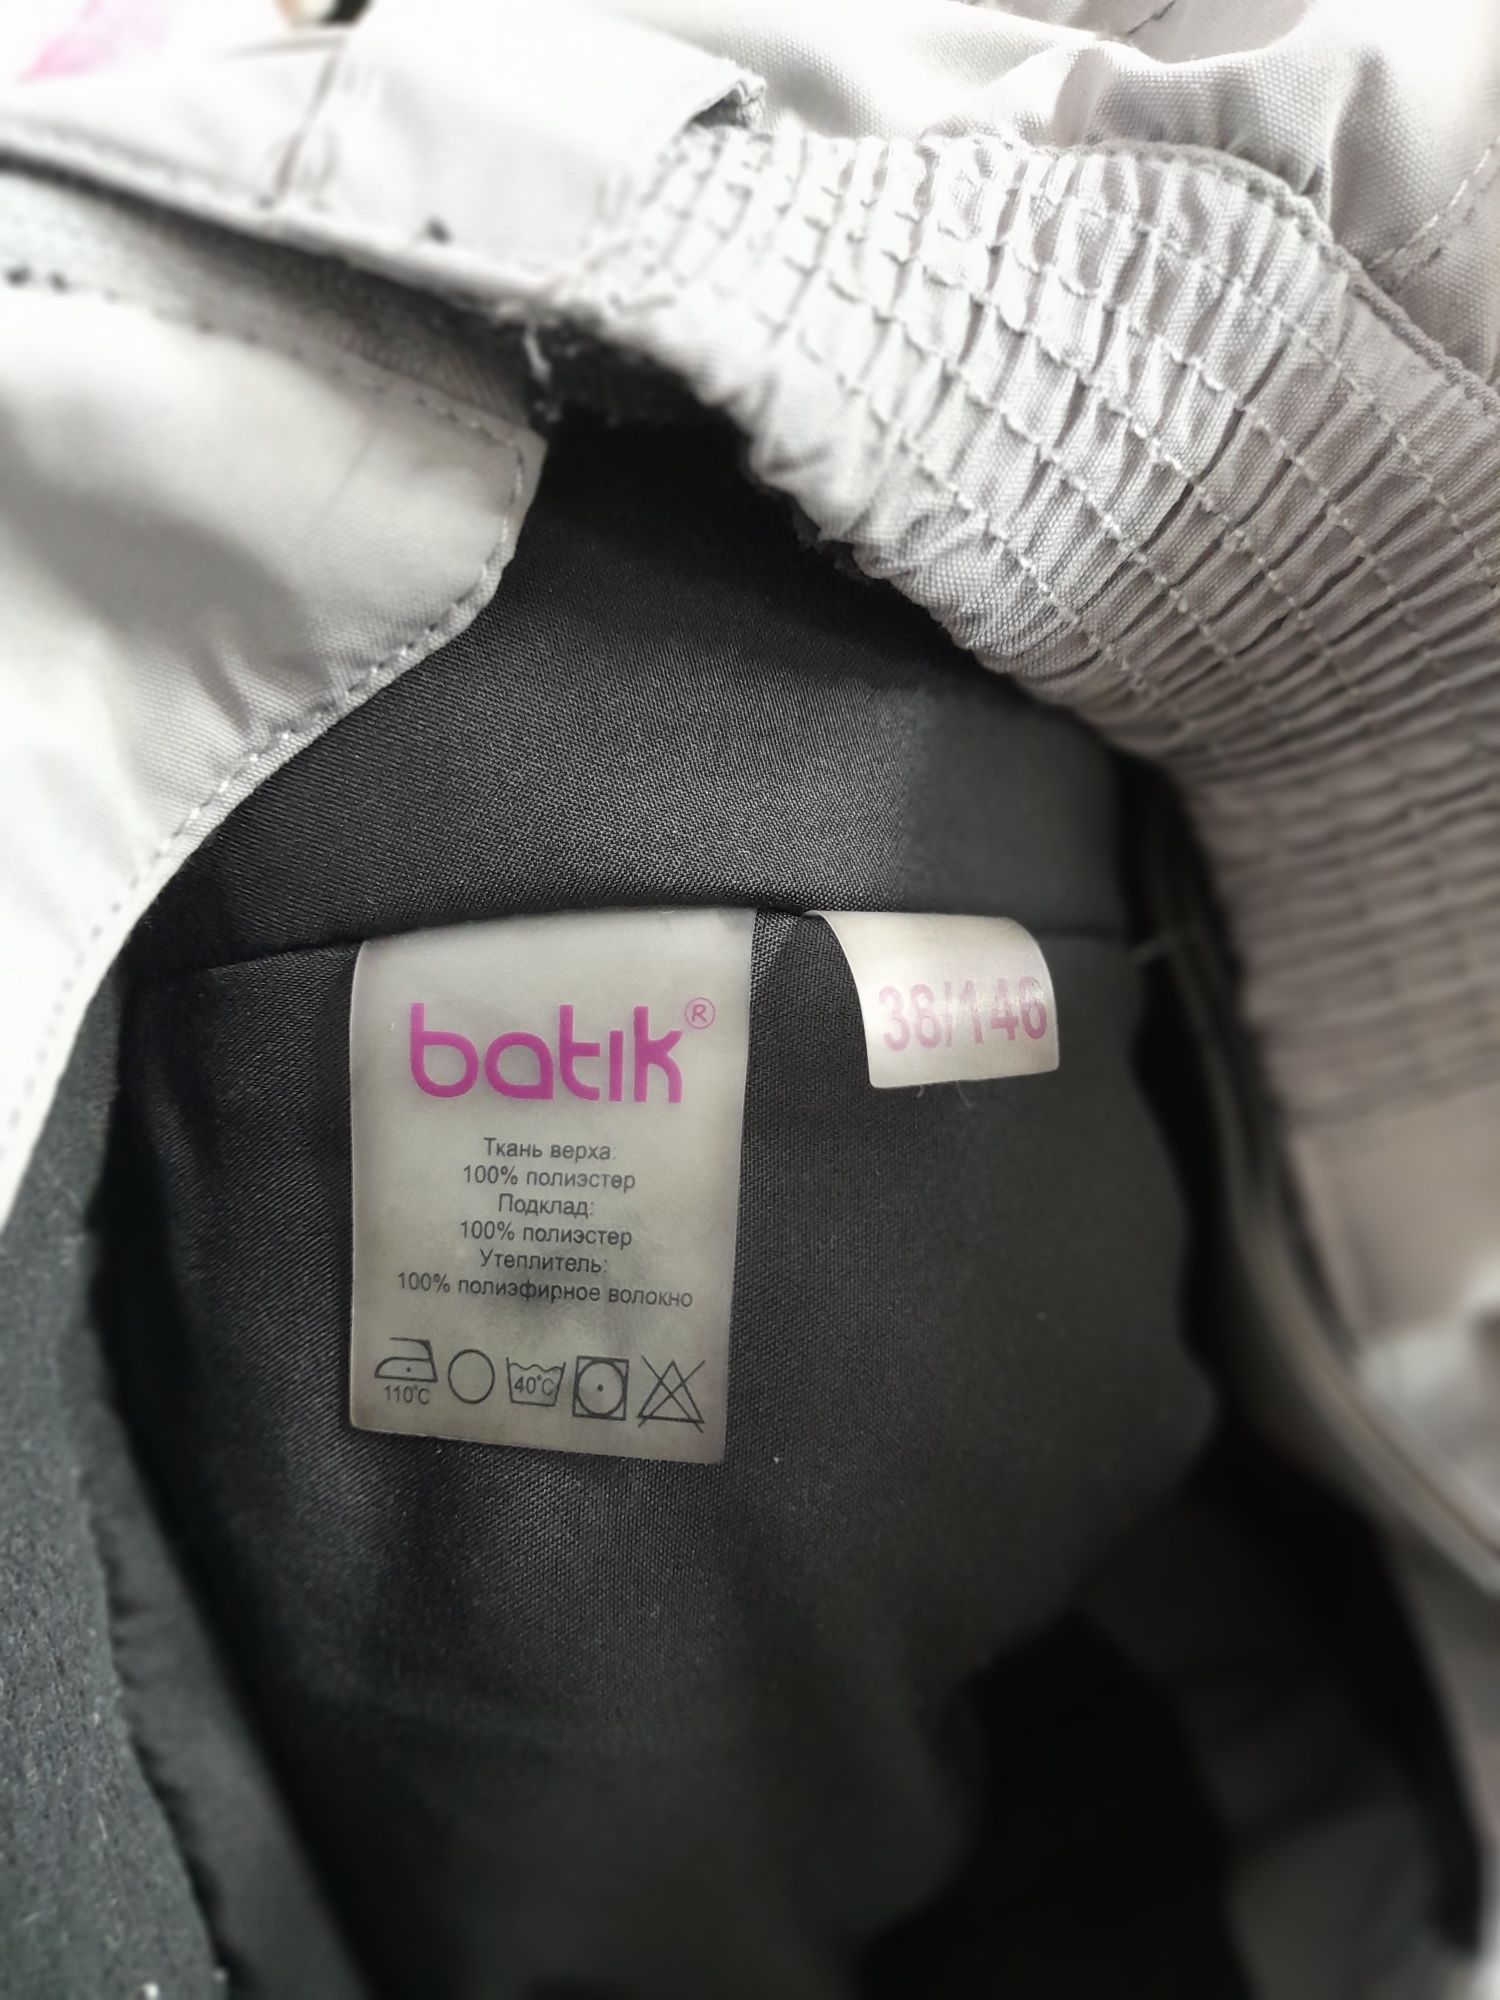 batik®
38/146
Ткань верха:
100% полиэстер
Подклад:
100% полиэстер
Утеплитель:
100% полиэфирное волокно
110°C 40°C